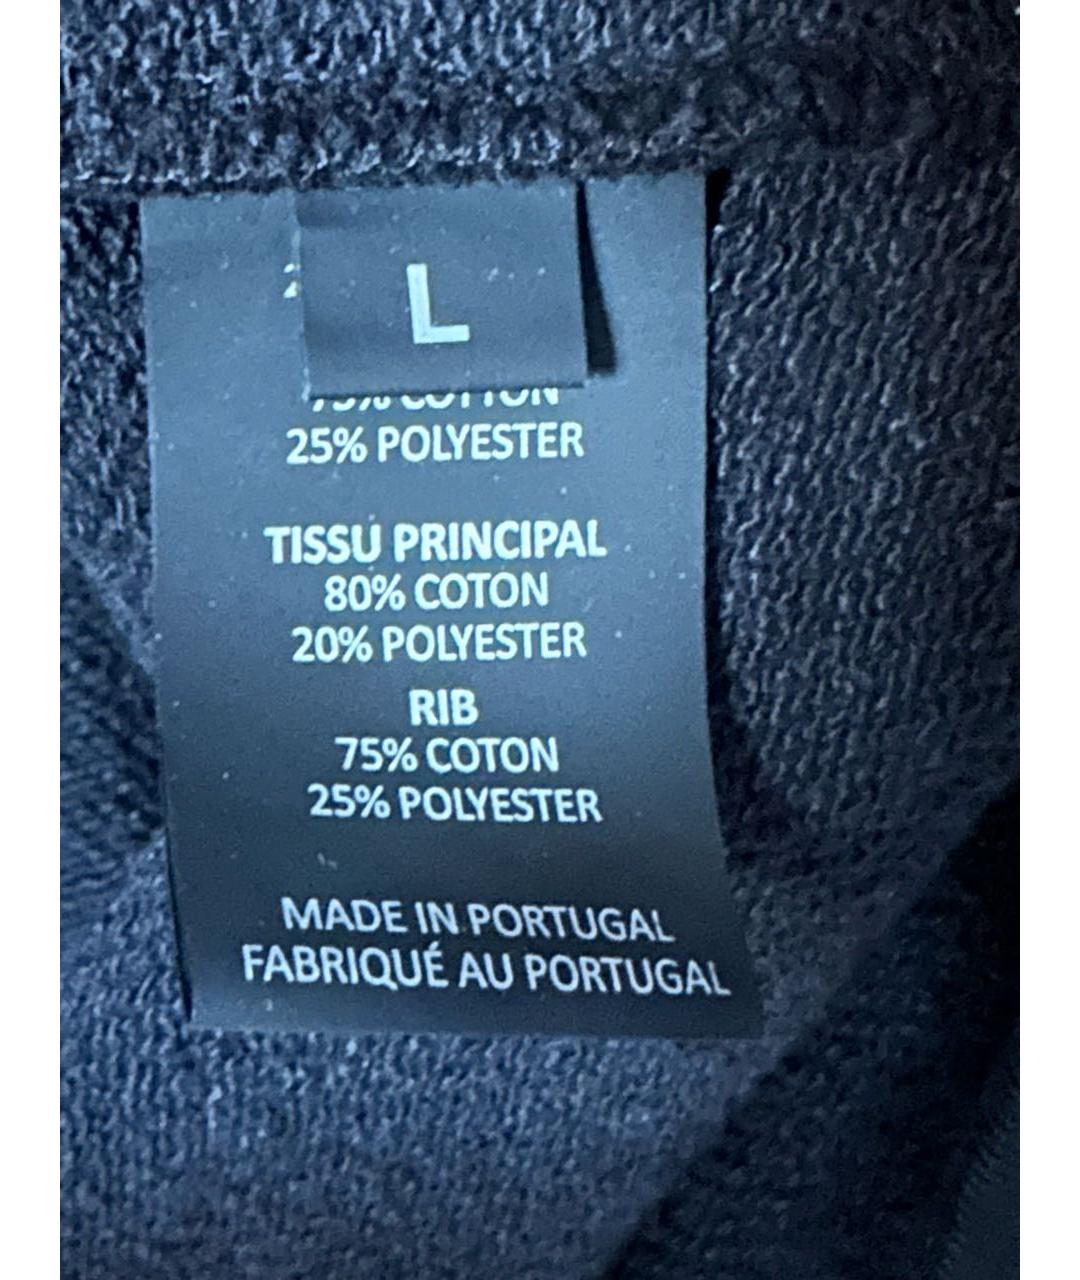 L
25% POLYESTER
TISSU PRINCIPAL
80% COTON
20% POLYESTER
RIB
75% COTON
25% POLYESTER
MADE IN PORTUGAL
FABRIQUÉ AU PORTUGAL